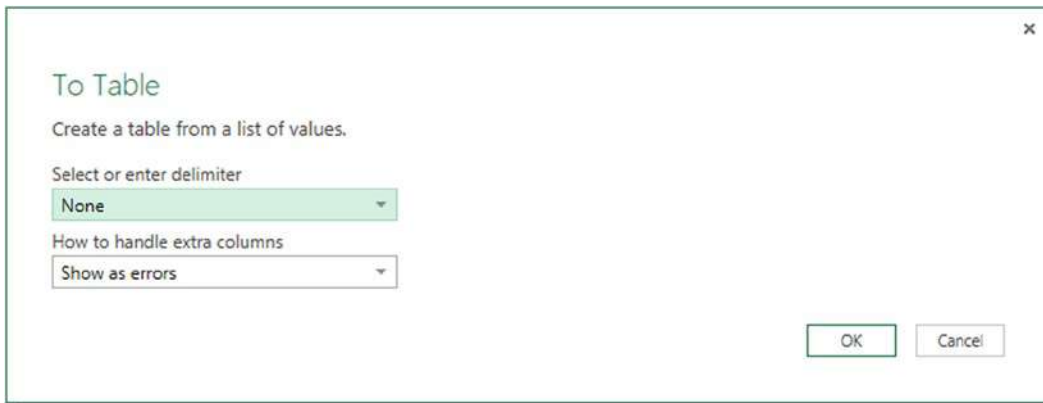 To Table
Create a table from a list of values.
Select or enter delimiter
None
How to handle extra columns
Show as errors
OK Cancel